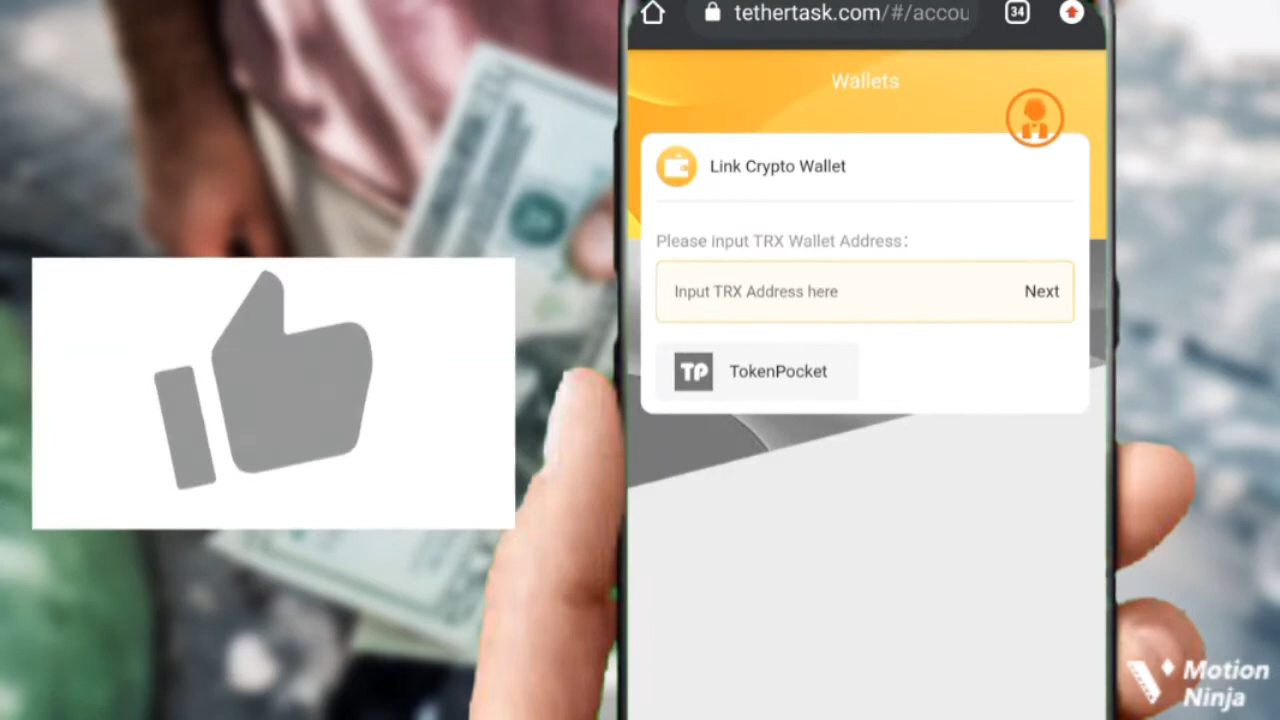 tethertask.com/#/accou
34
Wallets
Link Crypto Wallet
Please input TRX Wallet Address:
Input TRX Address here
Next
TP
TokenPocket
Motion
Ninja